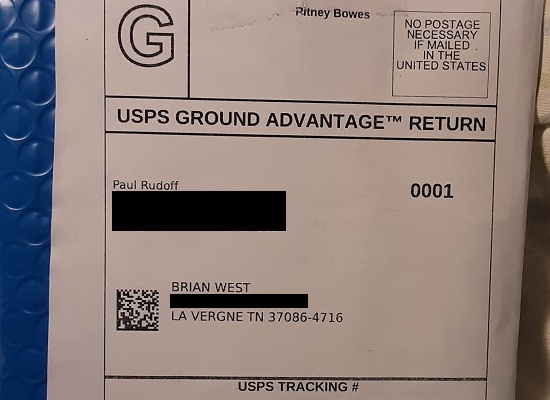 G
Pitney Bowes
NO POSTAGE
NECESSARY
IF MAILED
IN THE
UNITED STATES
USPS GROUND ADVANTAGE™ RETURN
Paul Rudoff
0001
BRIAN WEST
LA VERGNE TN 37086-4716
USPS TRACKING #